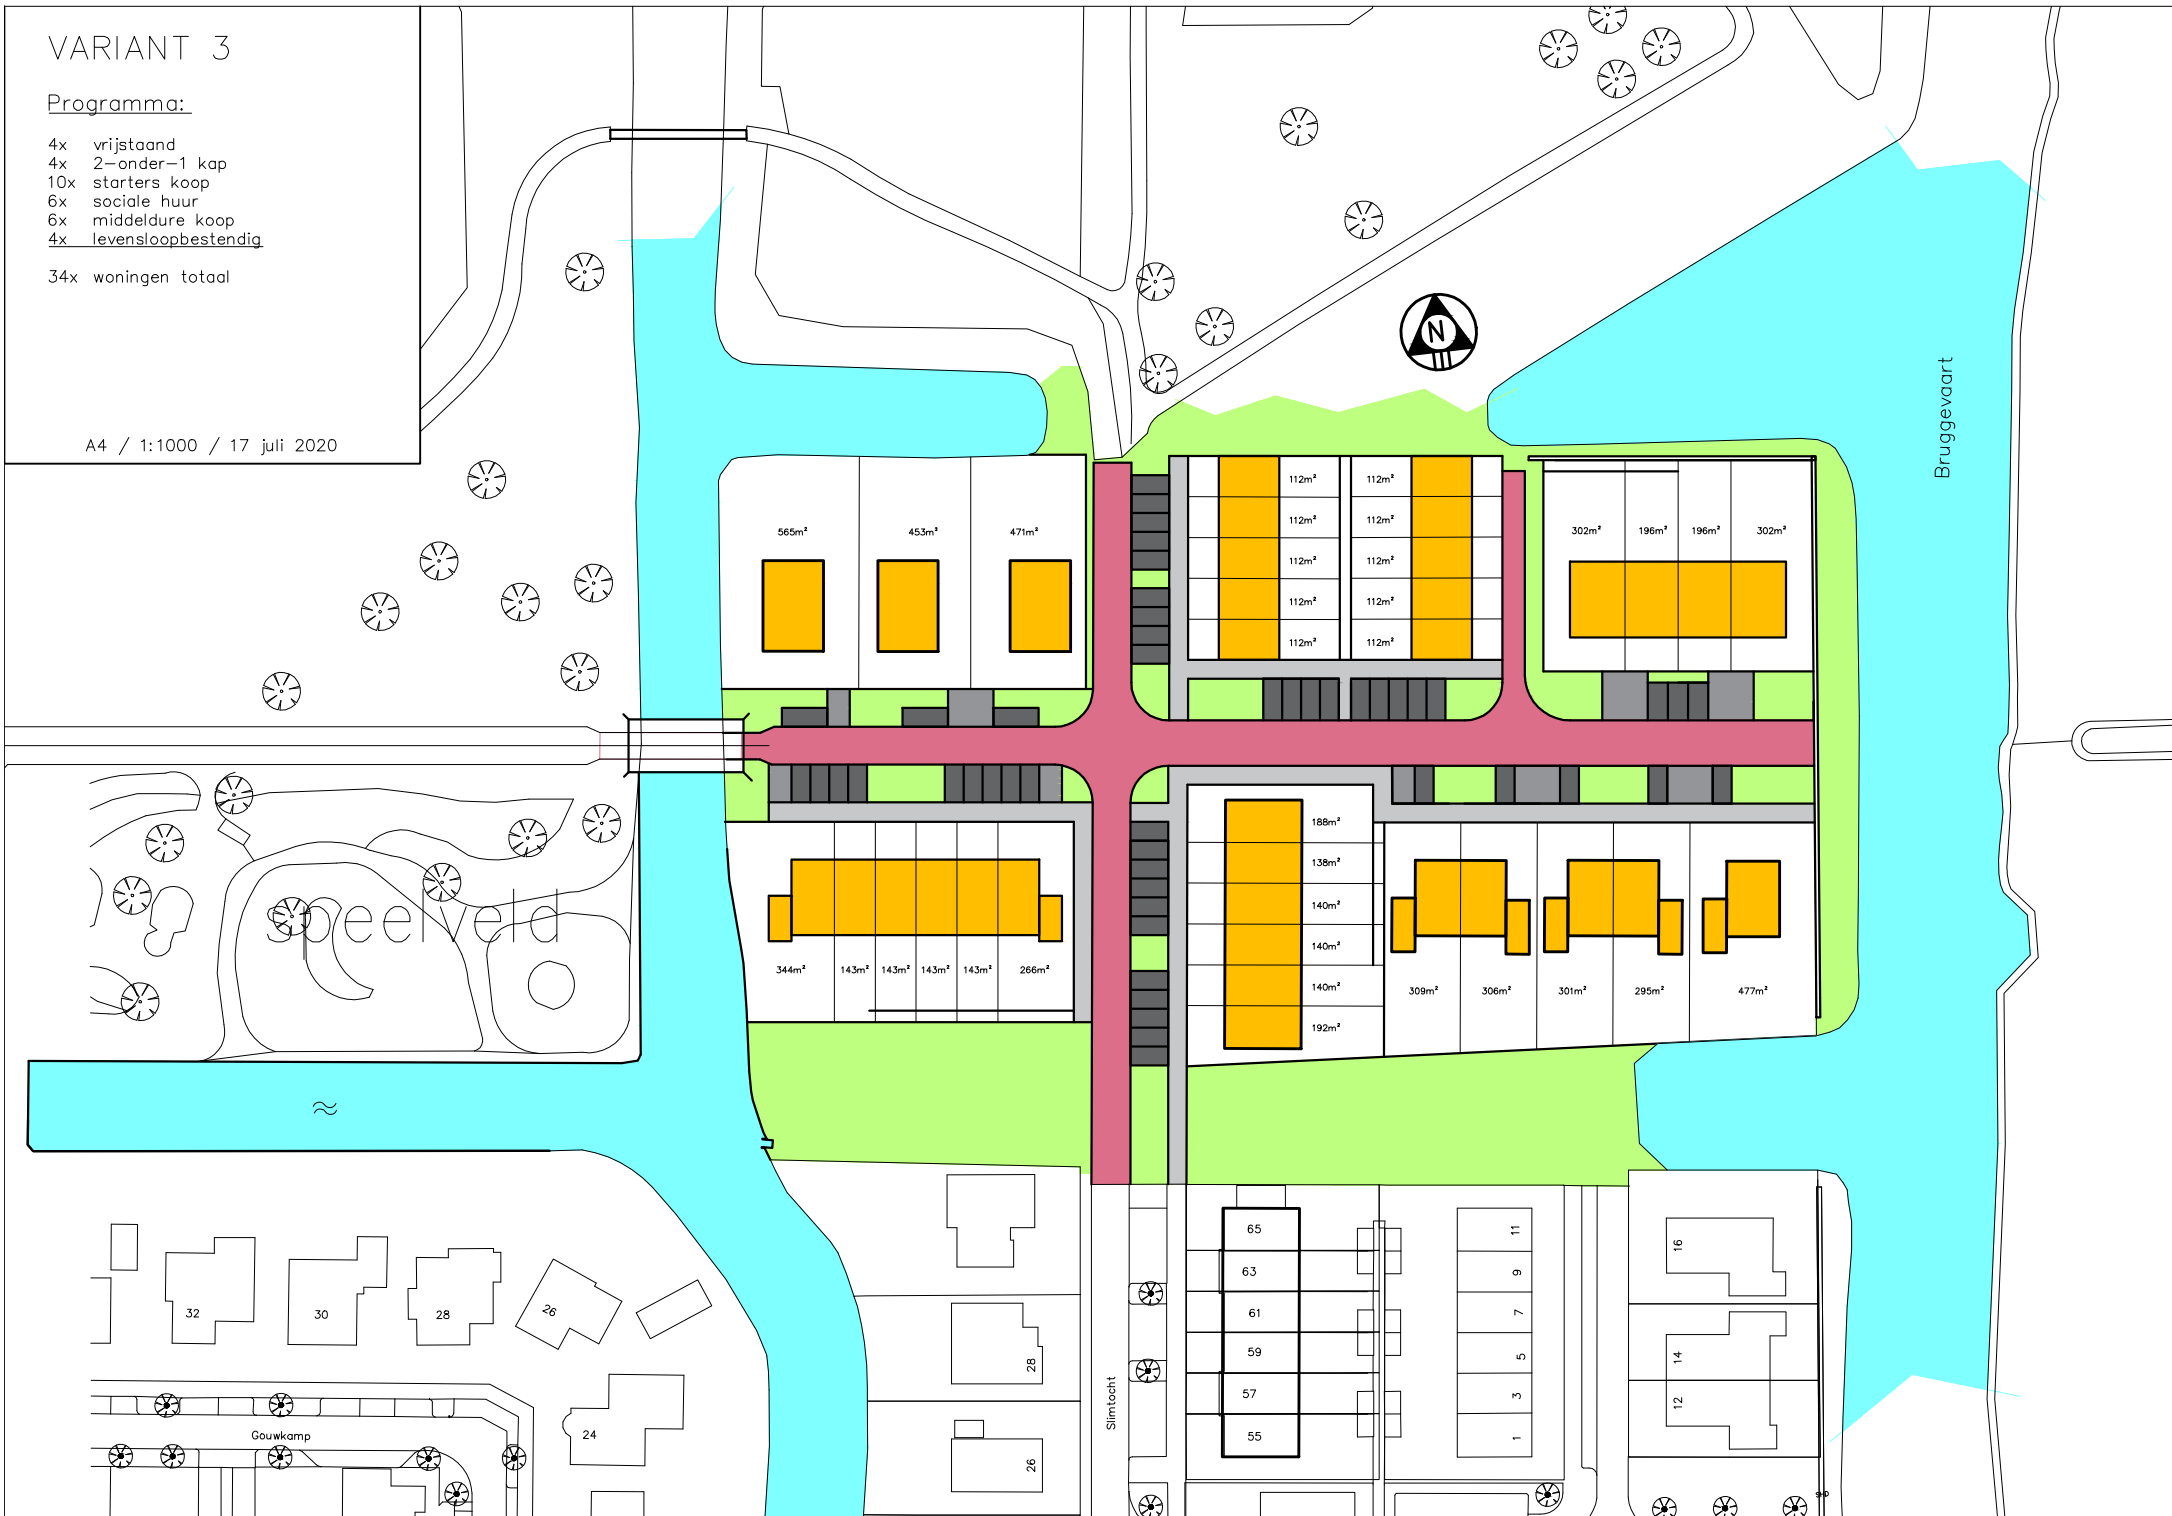 VARIANT 3
Programma:
4x vrijstaand
4x 2-onder-1 kap
10x starters koop
6x sociale huur
6x middeldure koop
4x levensloopbestendig
34x woningen totaal
A4 / 1:1000 / 17 juli 2020
N
Bruggevaart
565m² 453m² 471m²
112m² 112m²
112m² 112m²
112m² 112m²
112m² 112m²
112m² 112m²
302m² 196m² 196m² 302m²
speelveld
344m² 143m² 143m² 143m² 143m² 266m²
188m²
138m²
140m²
140m²
140m²
192m²
309m² 306m² 301m² 295m² 477m²
32 30 28 26
24
Gouwkamp
28
26
Slimtocht
65
63
61
59
57
55
11
9
7
5
3
1
16
14
12